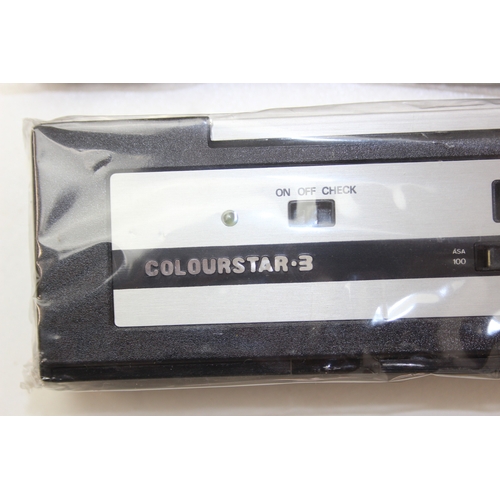 ON OFF CHECK
COLOURSTAR·3
ASA
100